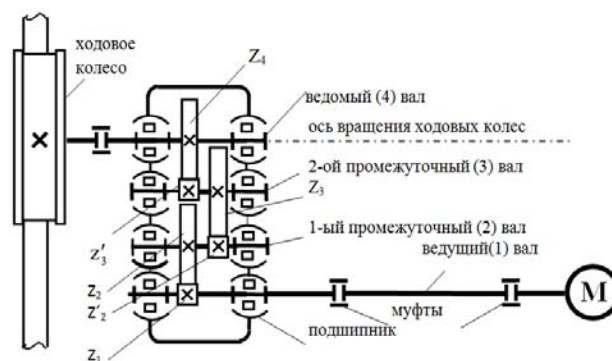 ходовое
колесо
Z₄
ведомый (4) вал
ось вращения ходовых колес
2-ой промежуточный (3) вал
Z₃
1-ый промежуточный (2) вал
ведущий(1) вал
z′₃
Z₂
z′₂
Z₁
M
муфты
подшипник